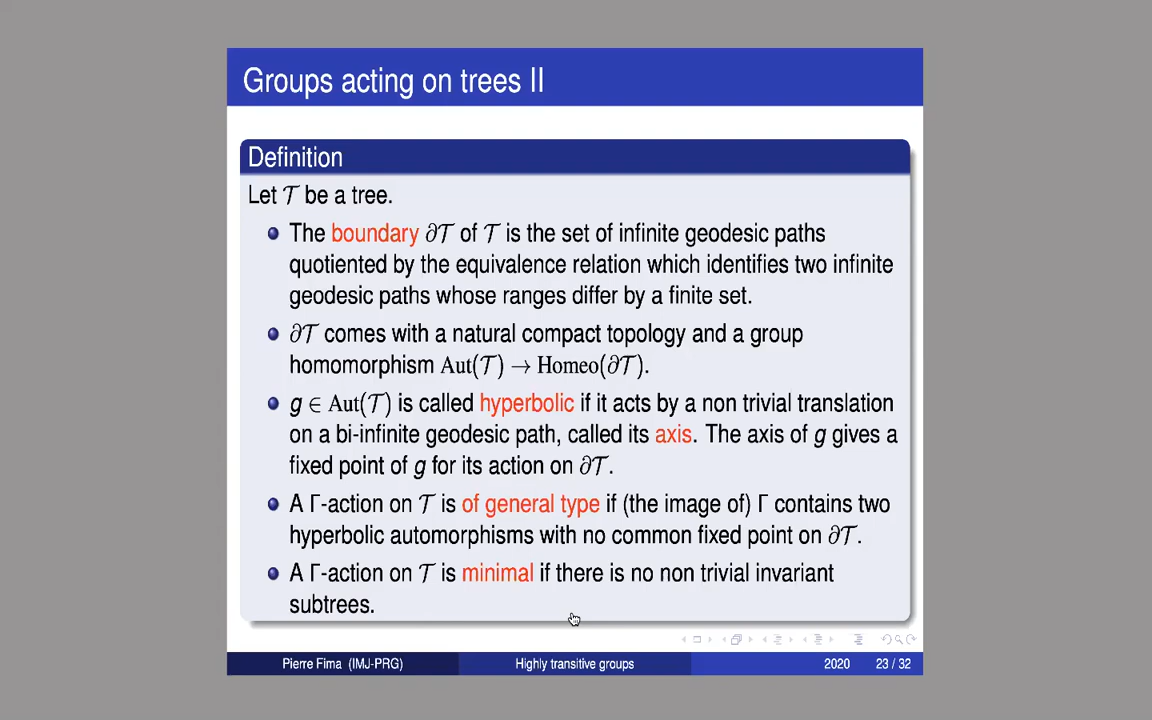 Groups acting on trees II
Definition
Let 𝒯 be a tree.
The boundary ∂𝒯 of 𝒯 is the set of infinite geodesic paths
quotiented by the equivalence relation which identifies two infinite
geodesic paths whose ranges differ by a finite set.
∂𝒯 comes with a natural compact topology and a group
homomorphism Aut(𝒯) → Homeo(∂𝒯).
g ∈ Aut(𝒯) is called hyperbolic if it acts by a non trivial translation
on a bi-infinite geodesic path, called its axis. The axis of g gives a
fixed point of g for its action on ∂𝒯.
A Γ-action on 𝒯 is of general type if (the image of) Γ contains two
hyperbolic automorphisms with no common fixed point on ∂𝒯.
A Γ-action on 𝒯 is minimal if there is no non trivial invariant
subtrees.
Pierre Fima (IMJ-PRG) Highly transitive groups 2020 23 / 32